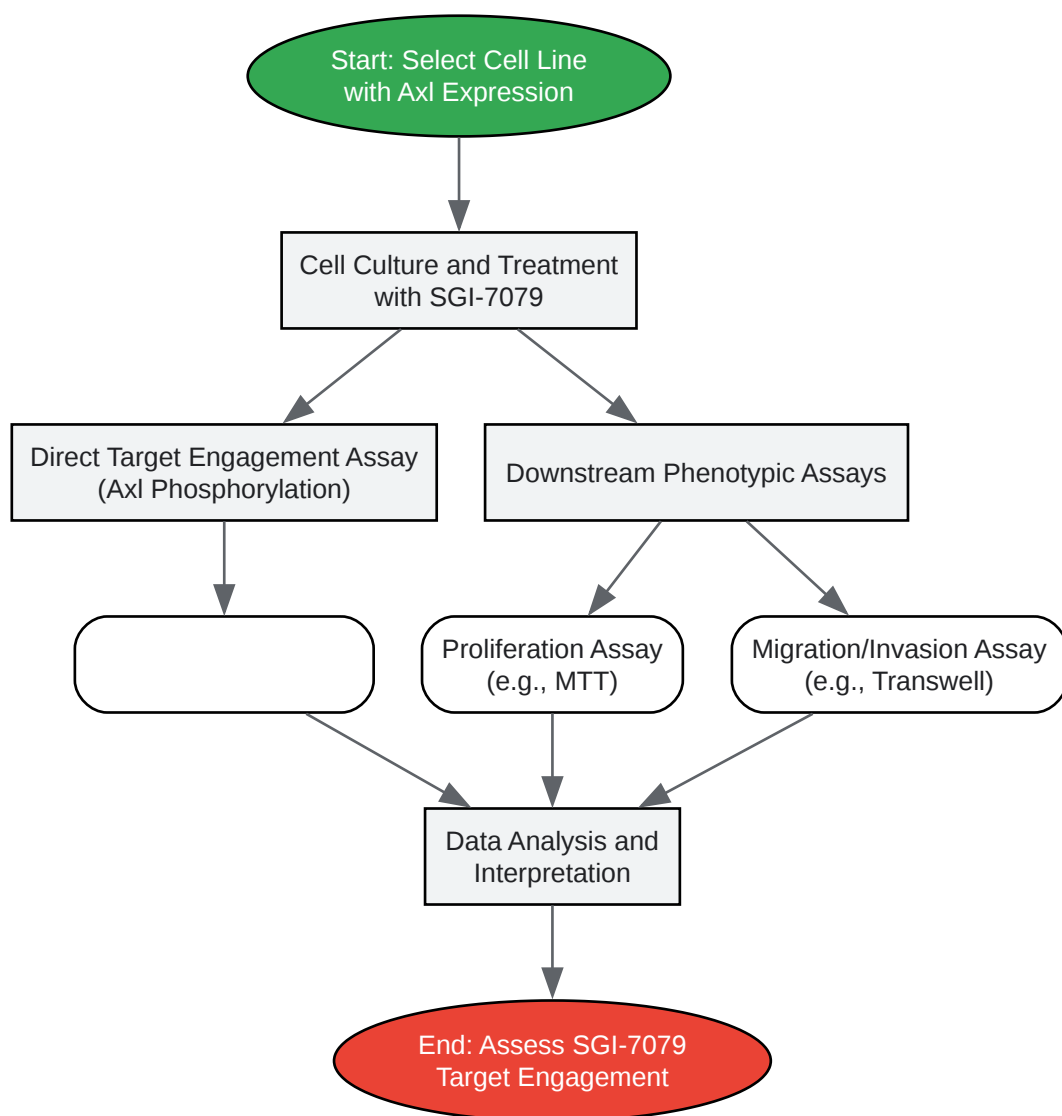 Start: Select Cell Line
with Axl Expression
Cell Culture and Treatment
with SGI-7079
Direct Target Engagement Assay
(Axl Phosphorylation)
Downstream Phenotypic Assays
Proliferation Assay
(e.g., MTT)
Migration/Invasion Assay
(e.g., Transwell)
Data Analysis and
Interpretation
End: Assess SGI-7079
Target Engagement